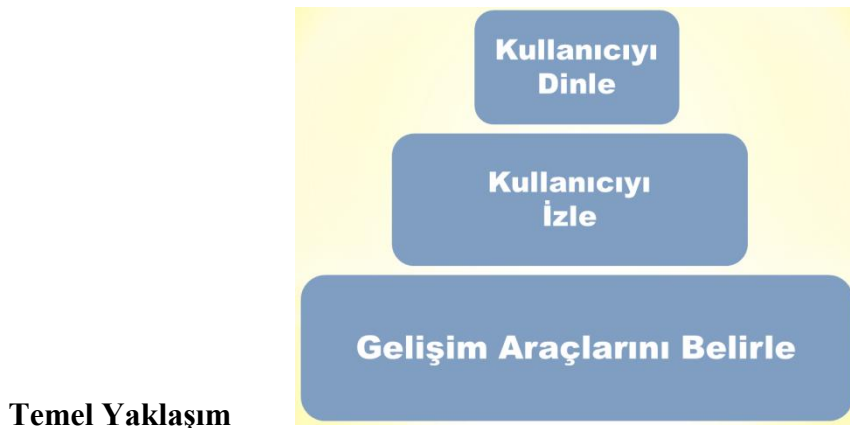 Kullanıcıyı
Dinle
Kullanıcıyı
İzle
Gelişim Araçlarını Belirle
Temel Yaklaşım